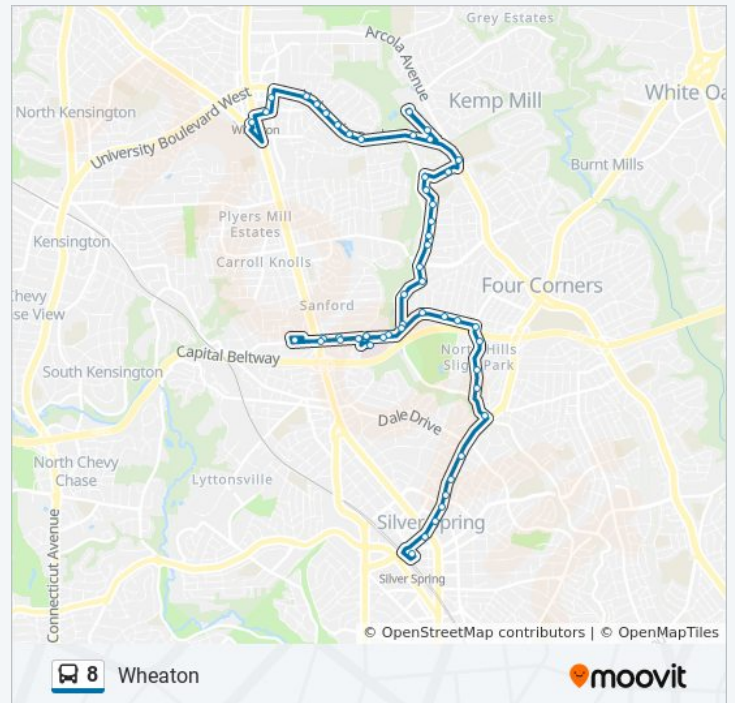 Grey Estates
Arcola Avenue
Kemp Mill
White Oa
North Kensington
University Boulevard West
Wheaton
Burnt Mills
Plyers Mill
Estates
Kensington
Carroll Knolls
Four Corners
Chevy
se View
Sanford
Capital Beltway
North Hills
Sligo Park
South Kensington
Dale Drive
North Chevy
Chase
Lyttonsville
Silver Spring
Connecticut Avenue
Silver Spring
© OpenStreetMap contributors | © OpenMapTiles
8 Wheaton
moovit